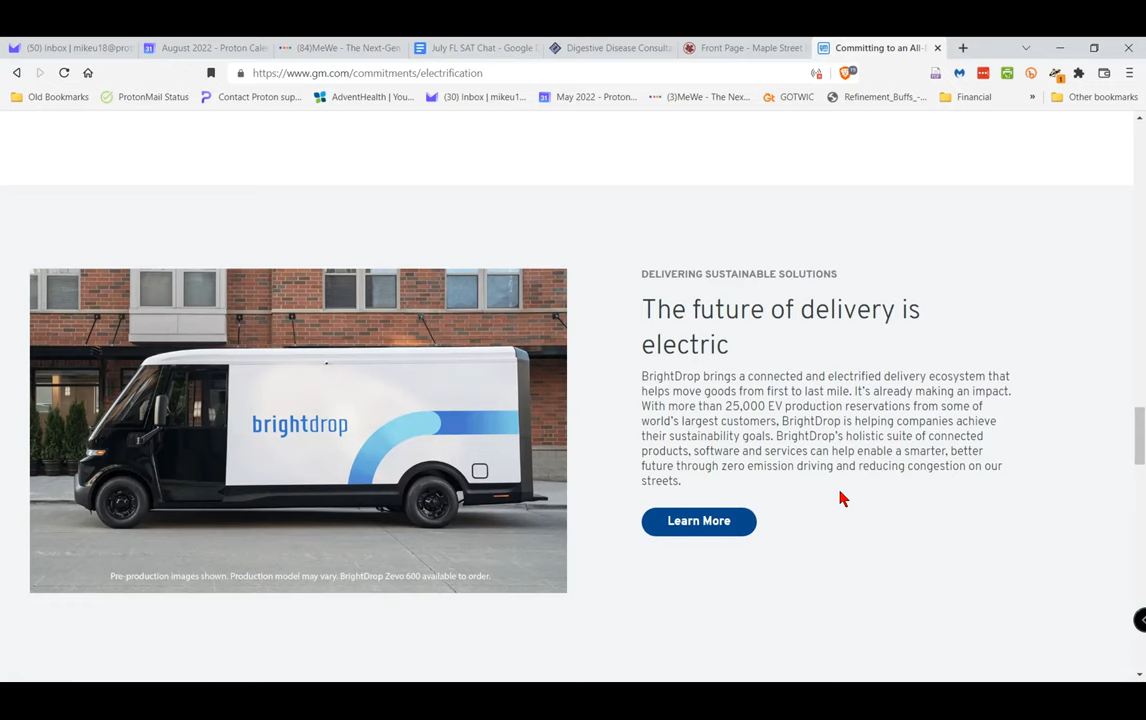 (50) Inbox | mikeu18@prot
August 2022 - Proton Cale
(84)MeWe - The Next-Gen
July FL SAT Chat - Google D
Digestive Disease Consulta
Front Page - Maple Street
Committing to an All-
https://www.gm.com/commitments/electrification
Old Bookmarks
ProtonMail Status
Contact Proton sup...
AdventHealth | You...
(30) Inbox | mikeu1...
May 2022 - Proton...
(3)MeWe - The Nex...
GOTWIC
Refinement_Buffs_-...
Financial
»
Other bookmarks
DELIVERING SUSTAINABLE SOLUTIONS
The future of delivery is
electric
BrightDrop brings a connected and electrified delivery ecosystem that
helps move goods from first to last mile. It's already making an impact.
With more than 25,000 EV production reservations from some of
world's largest customers, BrightDrop is helping companies achieve
their sustainability goals. BrightDrop's holistic suite of connected
products, software and services can help enable a smarter, better
future through zero emission driving and reducing congestion on our
streets.
Learn More
brightdrop
Pre-production images shown. Production model may vary. BrightDrop Zevo 600 available to order.